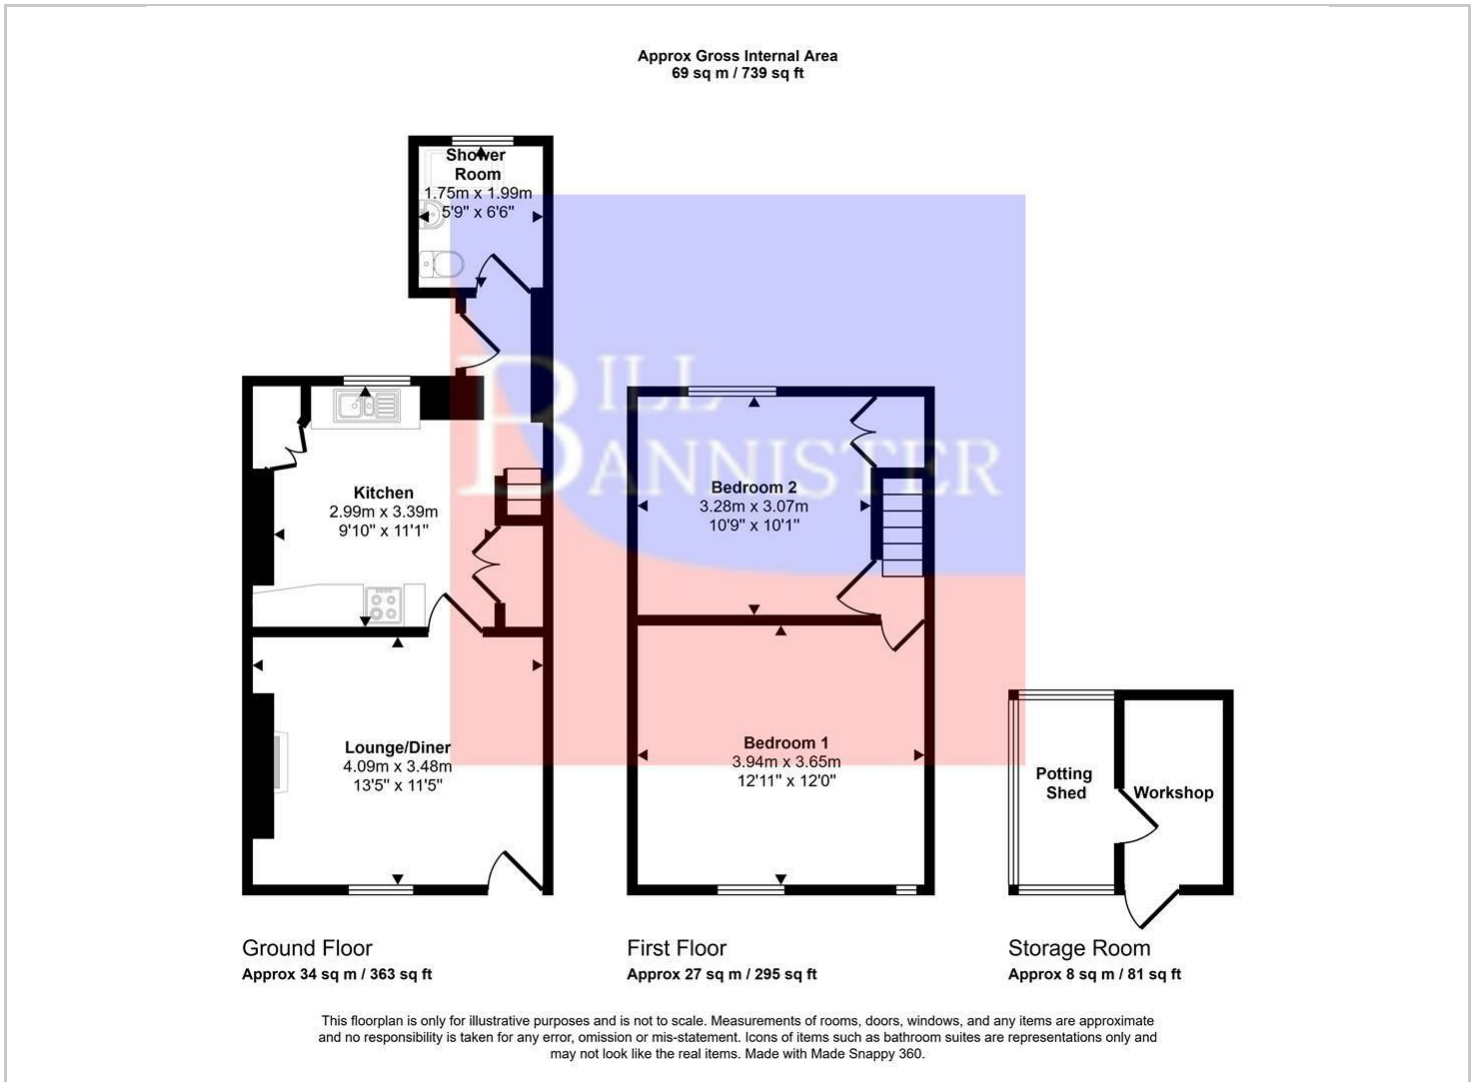 Approx Gross Internal Area
69 sq m / 739 sq ft
Shower
Room
1.75m x 1.99m
5'9" x 6'6"
BILL
BANNISTER
Kitchen
2.99m x 3.39m
9'10" x 11'1"
Bedroom 2
3.28m x 3.07m
10'9" x 10'1"
Lounge/Diner
4.09m x 3.48m
13'5" x 11'5"
Bedroom 1
3.94m x 3.65m
12'11" x 12'0"
Potting
Shed
Workshop
Ground Floor
Approx 34 sq m / 363 sq ft
First Floor
Approx 27 sq m / 295 sq ft
Storage Room
Approx 8 sq m / 81 sq ft
This floorplan is only for illustrative purposes and is not to scale. Measurements of rooms, doors, windows, and any items are approximate
and no responsibility is taken for any error, omission or mis-statement. Icons of items such as bathroom suites are representations only and
may not look like the real items. Made with Made Snappy 360.